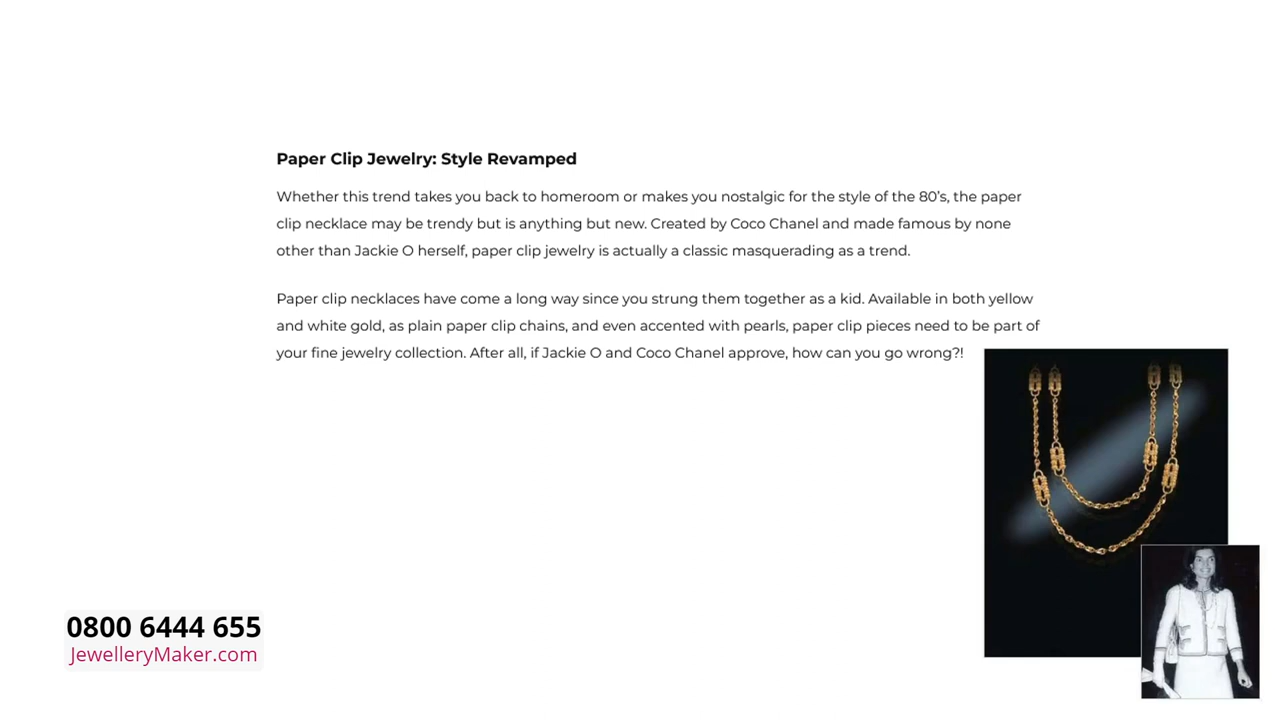 Paper Clip Jewelry: Style Revamped
Whether this trend takes you back to homeroom or makes you nostalgic for the style of the 80's, the paper
clip necklace may be trendy but is anything but new. Created by Coco Chanel and made famous by none
other than Jackie O herself, paper clip jewelry is actually a classic masquerading as a trend.
Paper clip necklaces have come a long way since you strung them together as a kid. Available in both yellow
and white gold, as plain paper clip chains, and even accented with pearls, paper clip pieces need to be part of
your fine jewelry collection. After all, if Jackie O and Coco Chanel approve, how can you go wrong?!
0800 6444 655
JewelleryMaker.com